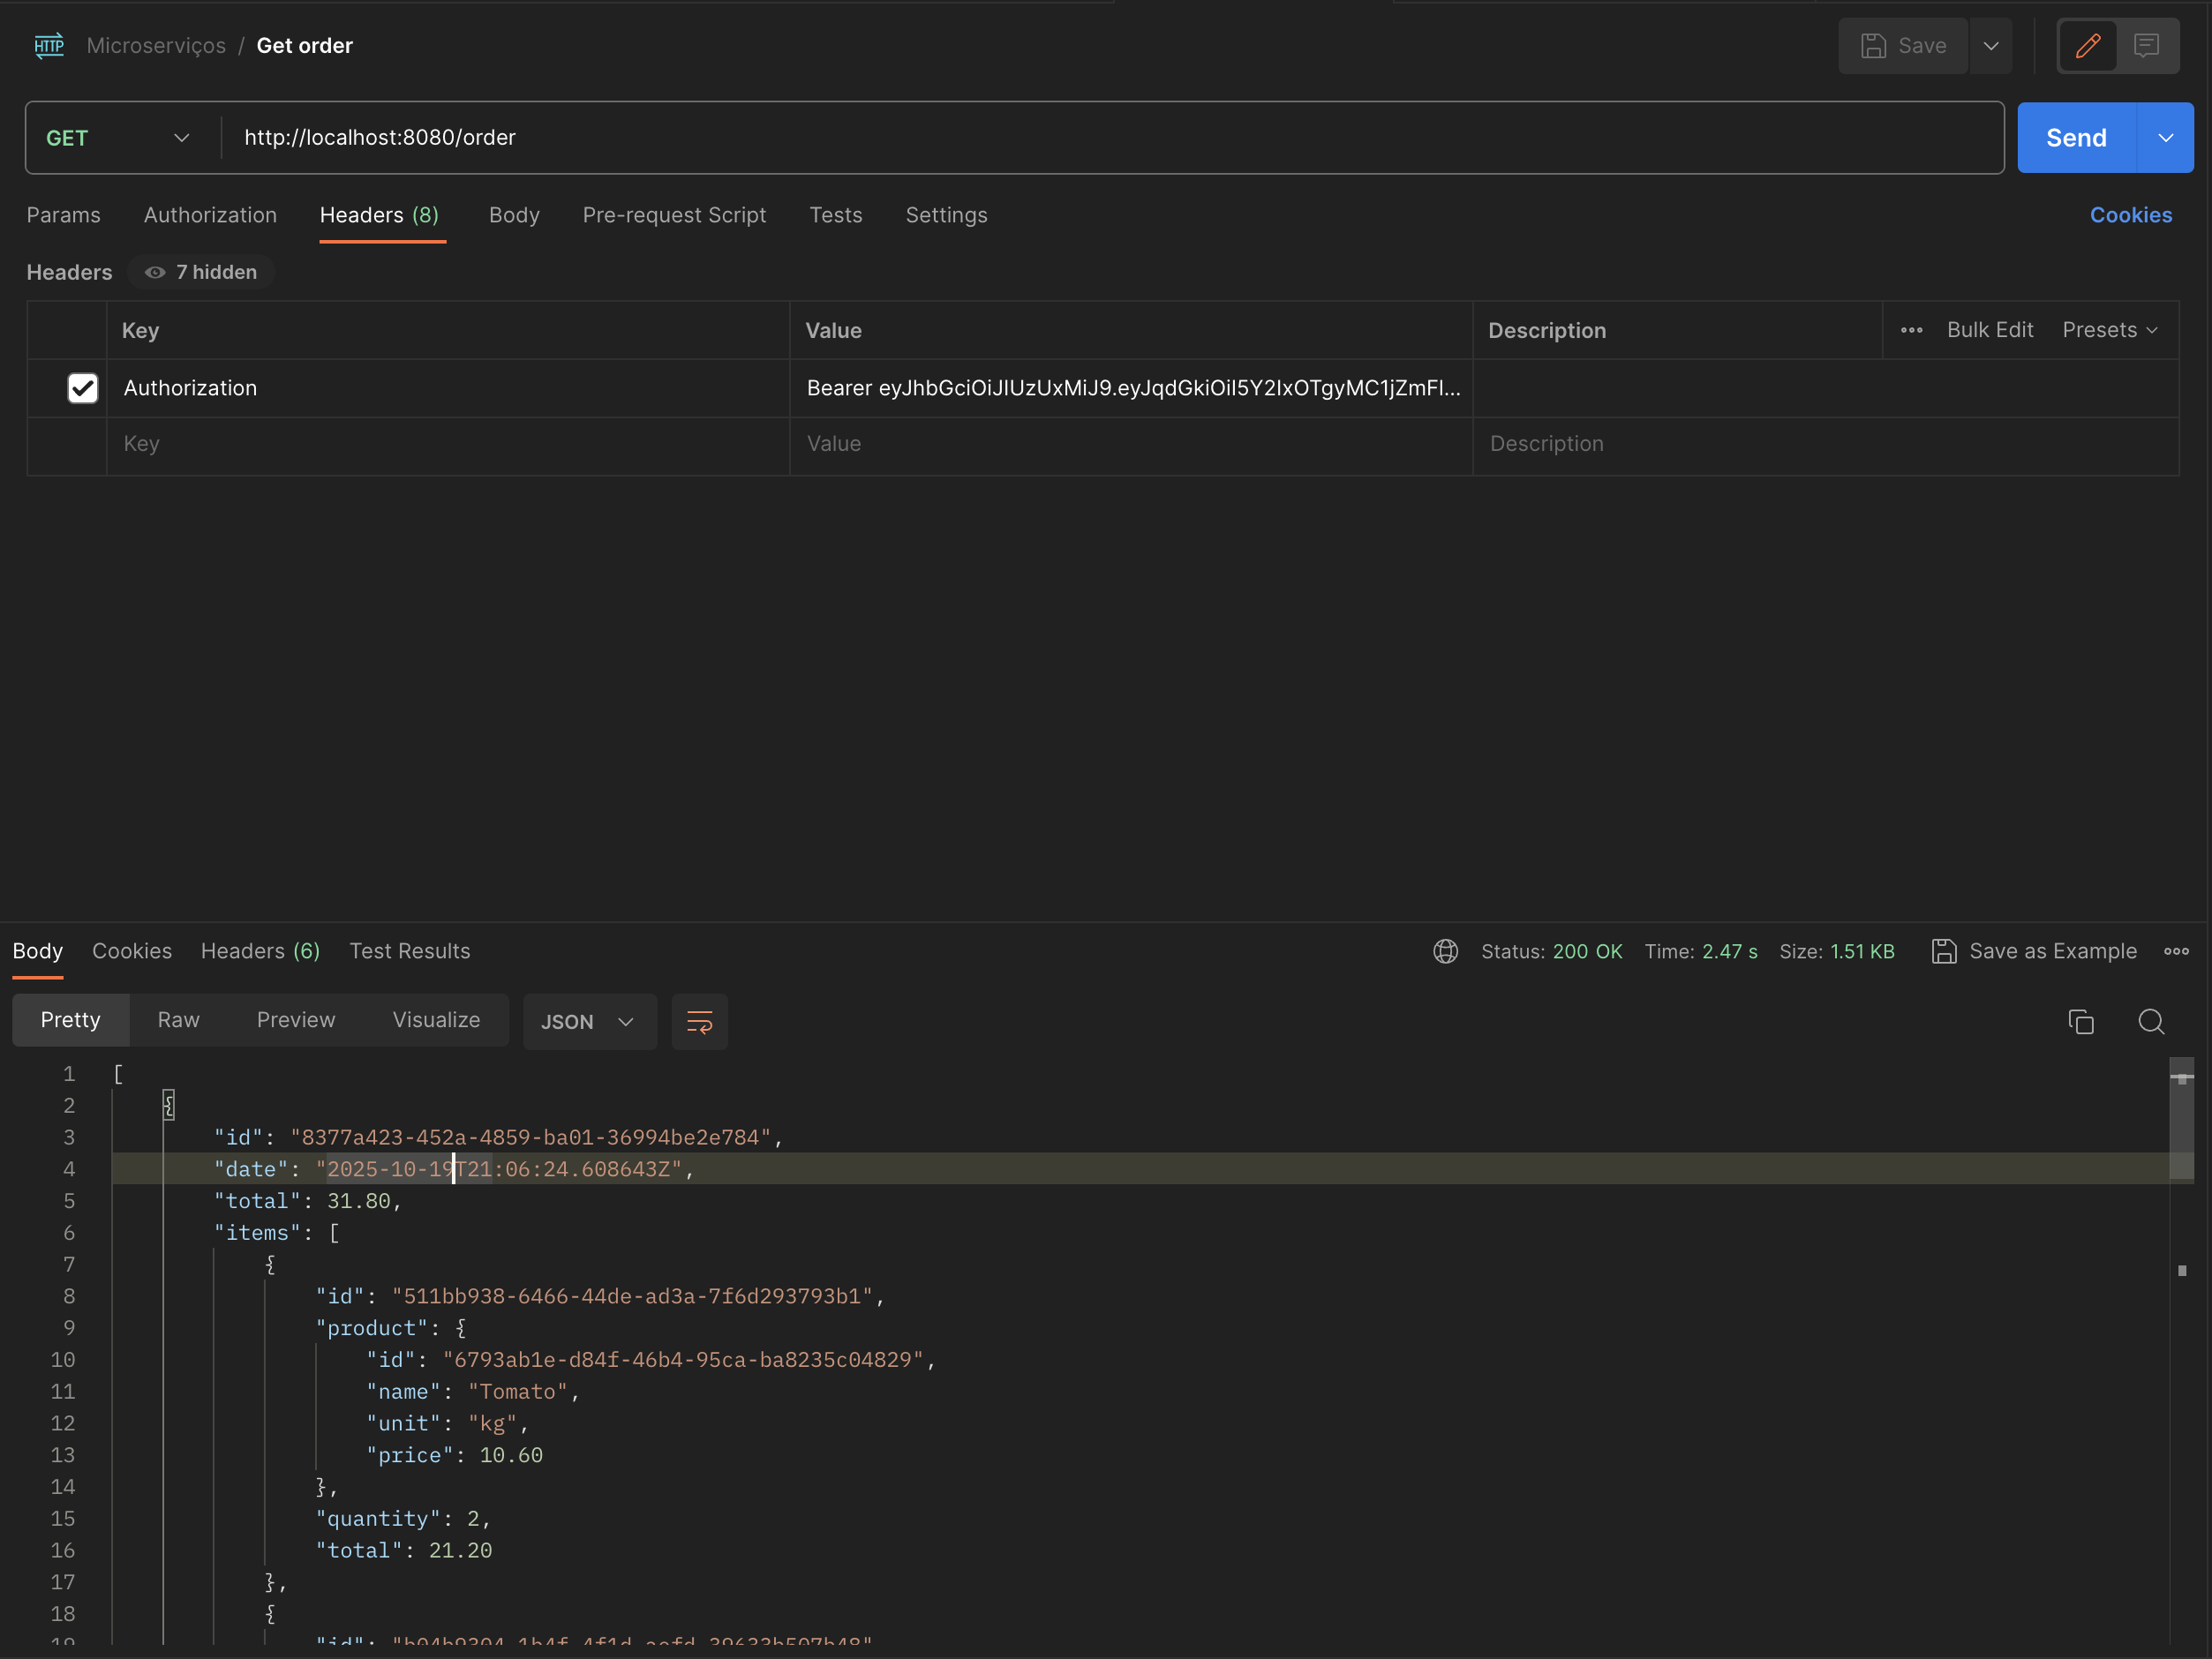 HTTP Microserviços / Get order
Save
GET http://localhost:8080/order Send
Params Authorization Headers (8) Body Pre-request Script Tests Settings Cookies
Headers 7 hidden
Key Value Description Bulk Edit Presets
Authorization Bearer eyJhbGciOiJIUzUxMiJ9.eyJqdGkiOiI5Y2IxOTgyMC1jZmFl...
Key Value Description
Body Cookies Headers (6) Test Results Status: 200 OK Time: 2.47 s Size: 1.51 KB Save as Example
Pretty Raw Preview Visualize JSON
1 [
2 {
3 "id": "8377a423-452a-4859-ba01-36994be2e784",
4 "date": "2025-10-19T21:06:24.608643Z",
5 "total": 31.80,
6 "items": [
7 {
8 "id": "511bb938-6466-44de-ad3a-7f6d293793b1",
9 "product": {
10 "id": "6793ab1e-d84f-46b4-95ca-ba8235c04829",
11 "name": "Tomato",
12 "unit": "kg",
13 "price": 10.60
14 },
15 "quantity": 2,
16 "total": 21.20
17 },
18 {
19 "id":